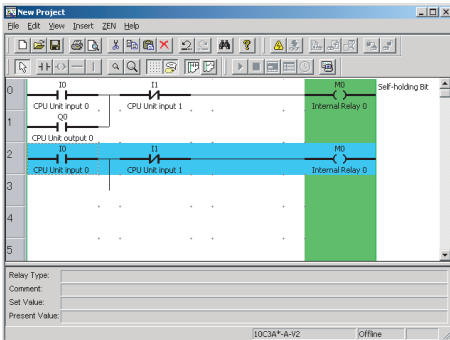 New Project
File Edit View Insert ZEN Help
0 I0 I1 M0 Self-holding Bit
CPU Unit input 0 CPU Unit input 1 Internal Relay 0
1 Q0
CPU Unit output 0
2 I0 I1 M0
CPU Unit input 0 CPU Unit input 1 Internal Relay 0
3
4
5
Relay Type:
Comment:
Set Value:
Present Value:
10C3A*-A-V2 Offline